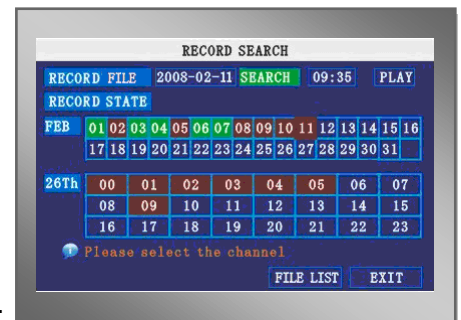 RECORD SEARCH
RECORD FILE 2008-02-11 SEARCH 09:35 PLAY
RECORD STATE
FEB 01 02 03 04 05 06 07 08 09 10 11 12 13 14 15 16
17 18 19 20 21 22 23 24 25 26 27 28 29 30 31
26Th 00 01 02 03 04 05 06 07
08 09 10 11 12 13 14 15
16 17 18 19 20 21 22 23
Please select the channel
FILE LIST EXIT